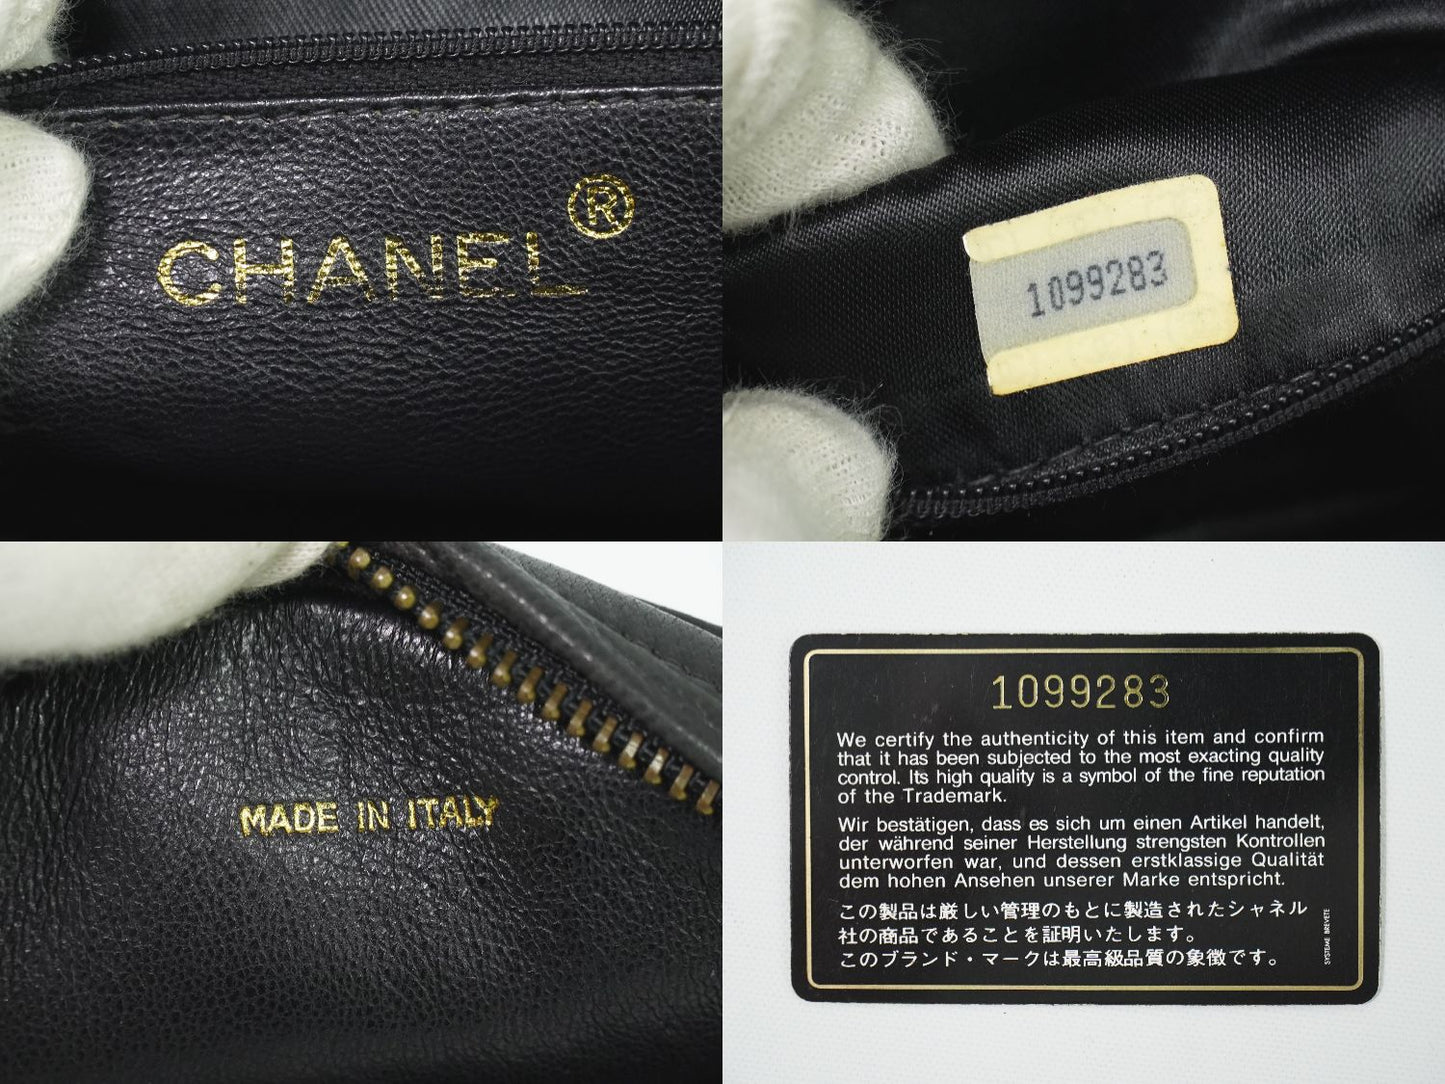 CHANEL®
1099283
MADE IN ITALY
1099283
We certify the authenticity of this item and confirm
that it has been subjected to the most exacting quality
control. Its high quality is a symbol of the fine reputation
of the Trademark.
Wir bestätigen, dass es sich um einen Artikel handelt,
der während seiner Herstellung strengsten Kontrollen
unterworfen war, und dessen erstklassige Qualität
dem hohen Ansehen unserer Marke entspricht.
この製品は厳しい管理のもとに製造されたシャネル
社の商品であることを証明いたします。
このブランド・マークは最高級品質の象徴です。
SYSTEME BREVETE